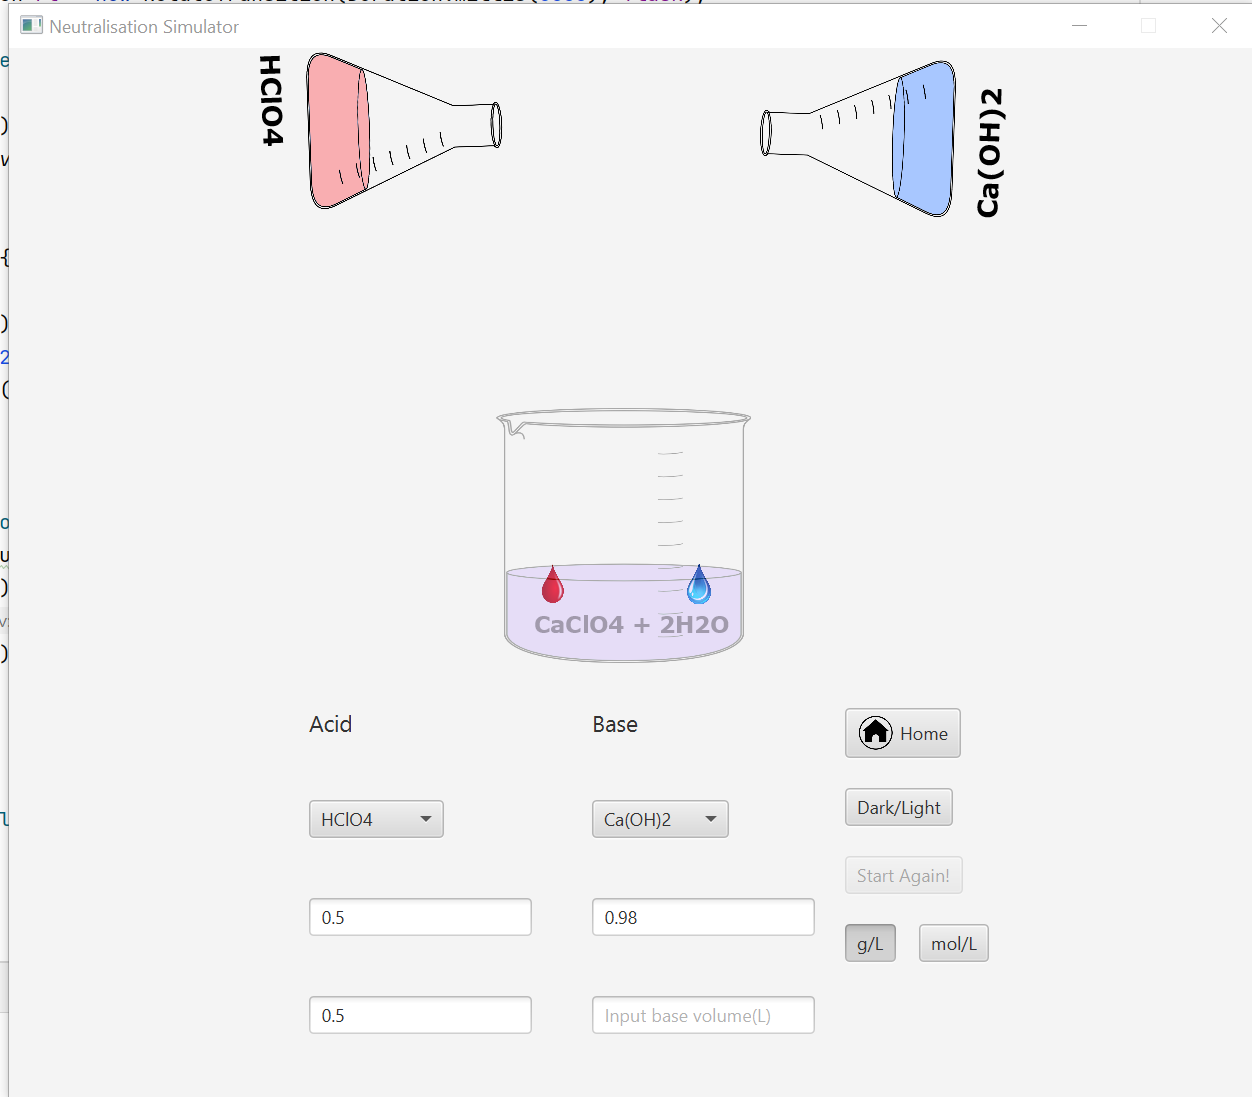 Neutralisation Simulator
HClO4
Ca(OH)2
CaClO4 + 2H2O
Acid
Base
Home
HClO4
Ca(OH)2
Dark/Light
Start Again!
0.5
0.98
g/L
mol/L
0.5
Input base volume(L)